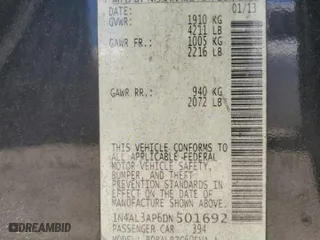 DATE: 01/13
GVWR: 1910 KG
4211 LB
GAWR FR: 1005 KG
2216 LB
GAWR RR: 940 KG
2072 LB
THIS VEHICLE CONFORMS TO
ALL APPLICABLE FEDERAL
MOTOR VEHICLE SAFETY,
BUMPER, AND THEFT
PREVENTION STANDARDS IN
EFFECT ON THE DATE OF
MANUFACTURE SHOWN ABOVE.
1N4AL3AP6DN501692
PASSENGER CAR 394